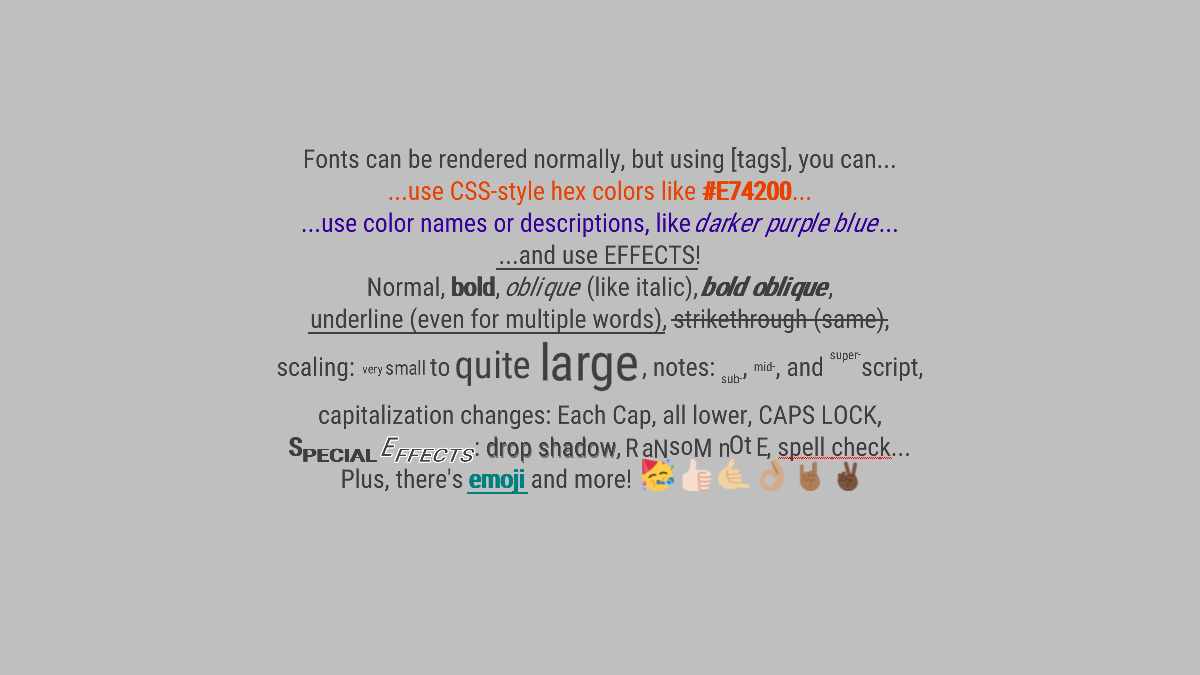 Fonts can be rendered normally, but using [tags], you can...
...use CSS-style hex colors like #E74200...
...use color names or descriptions, like darker purple blue...
...and use EFFECTS!
Normal, bold, oblique (like italic), bold oblique,
underline (even for multiple words), strikethrough (same),
scaling: very small to quite large, notes: sub-, mid-, and super-script,
capitalization changes: Each Cap, all lower, CAPS LOCK,
SPECIAL EFFECTS: drop shadow, RaNsoM nOtE, spell check...
Plus, there's emoji and more! 🥳👍🏻🤙🏼👌🏽🤘🏾✌🏿